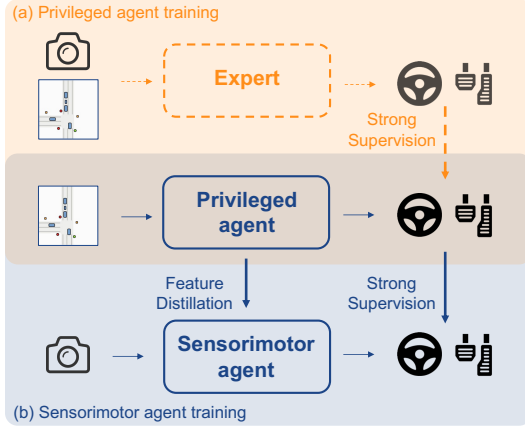 (a) Privileged agent training
Expert
Strong
Supervision
Privileged
agent
Feature
Distillation
Strong
Supervision
Sensorimotor
agent
(b) Sensorimotor agent training